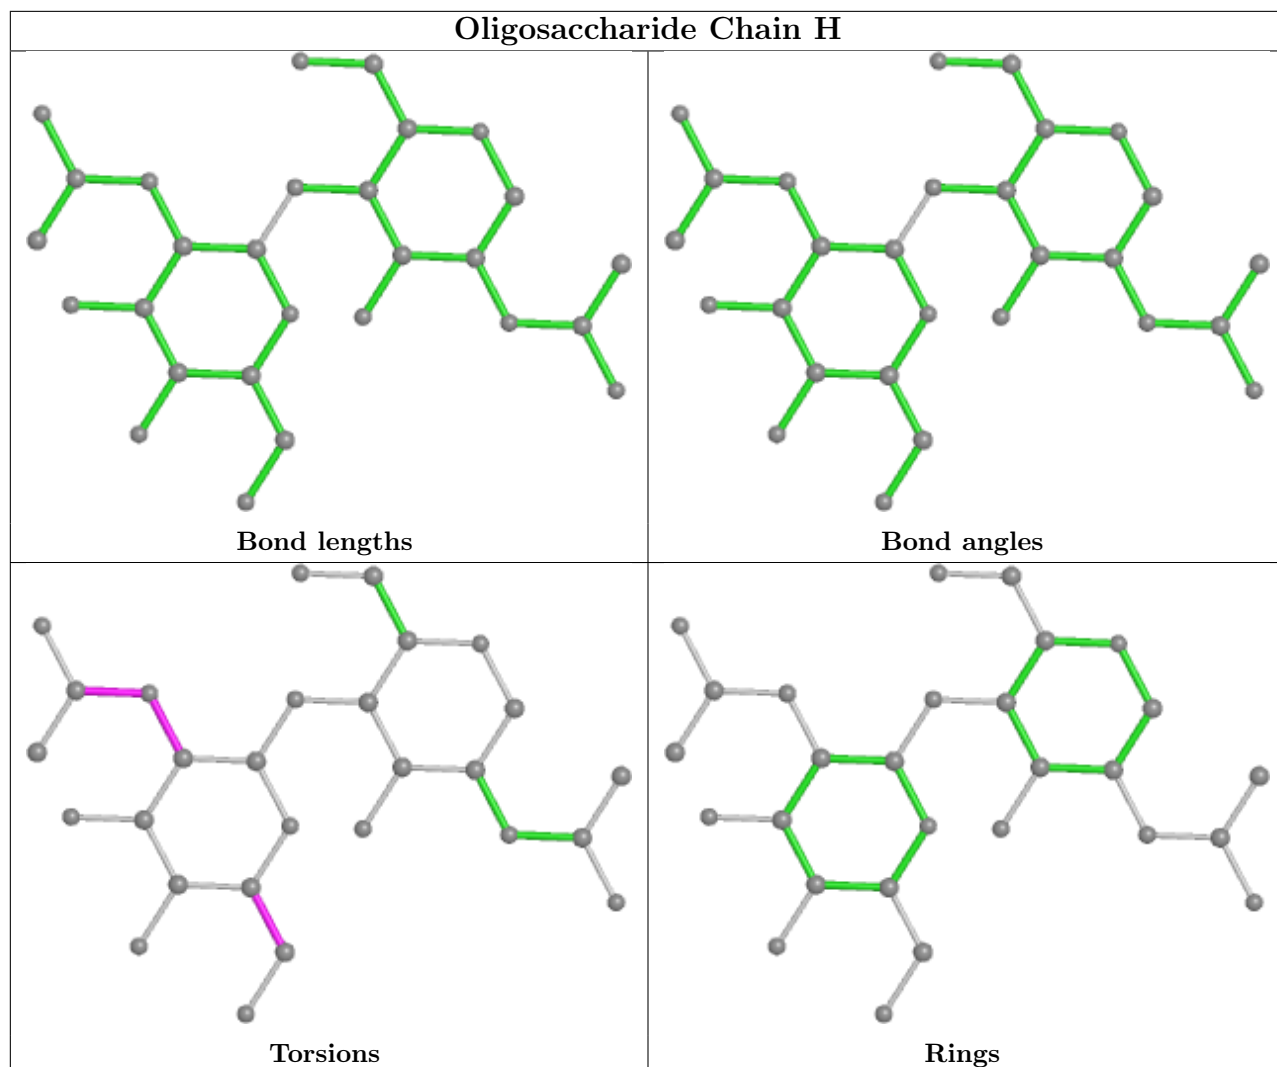 Oligosaccharide Chain H
Bond lengths
Bond angles
Torsions
Rings